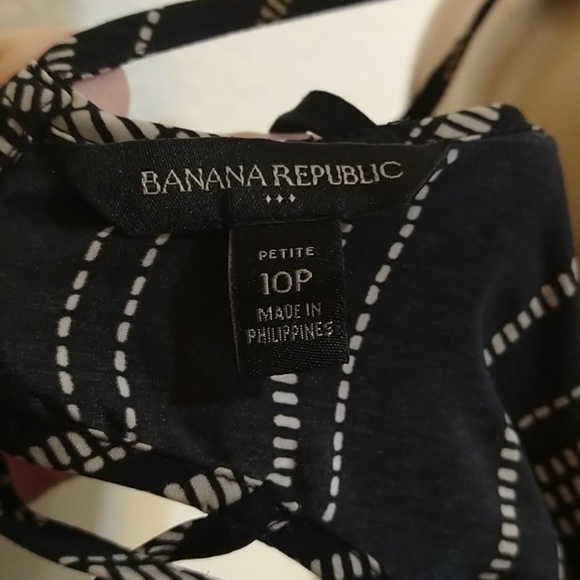 BANANA REPUBLIC
PETITE
10P
MADE IN
PHILIPPINES